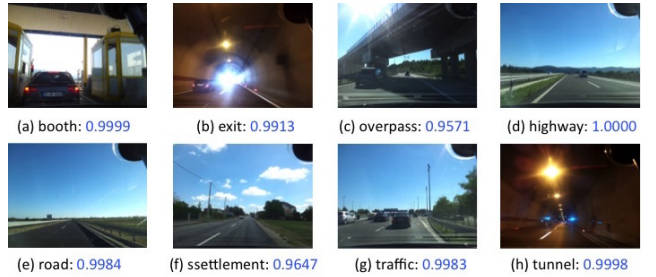 (a) booth: 0.9999 (b) exit: 0.9913 (c) overpass: 0.9571 (d) highway: 1.0000
(e) road: 0.9984 (f) ssettlement: 0.9647 (g) traffic: 0.9983 (h) tunnel: 0.9998